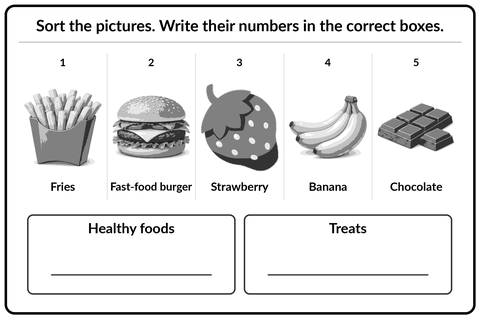 Sort the pictures. Write their numbers in the correct boxes.
1 2 3 4 5
Fries Fast-food burger Strawberry Banana Chocolate
Healthy foods Treats